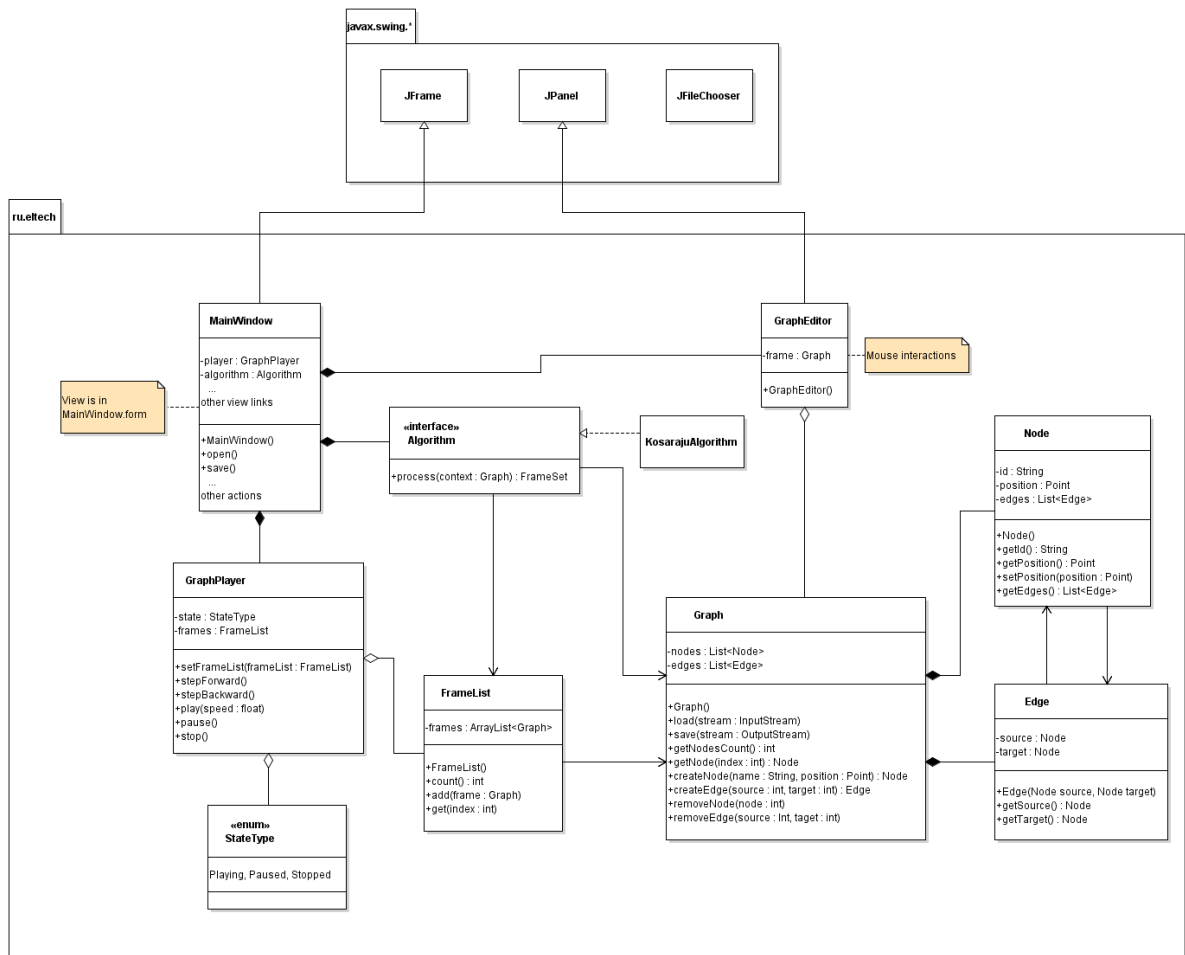 javax.swing.*
JFrame
JPanel
JFileChooser
ru.eltech
MainWindow
-player : GraphPlayer
-algorithm : Algorithm
...
other view links
+MainWindow()
+open()
+save()
...
other actions
View is in
MainWindow.form
GraphEditor
-frame : Graph
+GraphEditor()
Mouse interactions
«interface»
Algorithm
+process(context : Graph) : FrameSet
KosarajuAlgorithm
Node
-id : String
-position : Point
-edges : List<Edge>
+Node()
+getId() : String
+getPosition() : Point
+setPosition(position : Point)
+getEdges() : List<Edge>
GraphPlayer
-state : StateType
-frames : FrameList
+setFrameList(frameList : FrameList)
+stepForward()
+stepBackward()
+play(speed : float)
+pause()
+stop()
FrameList
-frames : ArrayList<Graph>
+FrameList()
+count() : int
+add(frame : Graph)
+get(index : int)
Graph
-nodes : List<Node>
-edges : List<Edge>
+Graph()
+load(stream : InputStream)
+save(stream : OutputStream)
+getNodesCount() : int
+getNode(index : int) : Node
+createNode(name : String, position : Point) : Node
+createEdge(source : int, target : int) : Edge
+removeNode(node : int)
+removeEdge(source : Int, taget : int)
Edge
-source : Node
-target : Node
+Edge(Node source, Node target)
+getSource() : Node
+getTarget() : Node
«enum»
StateType
Playing, Paused, Stopped